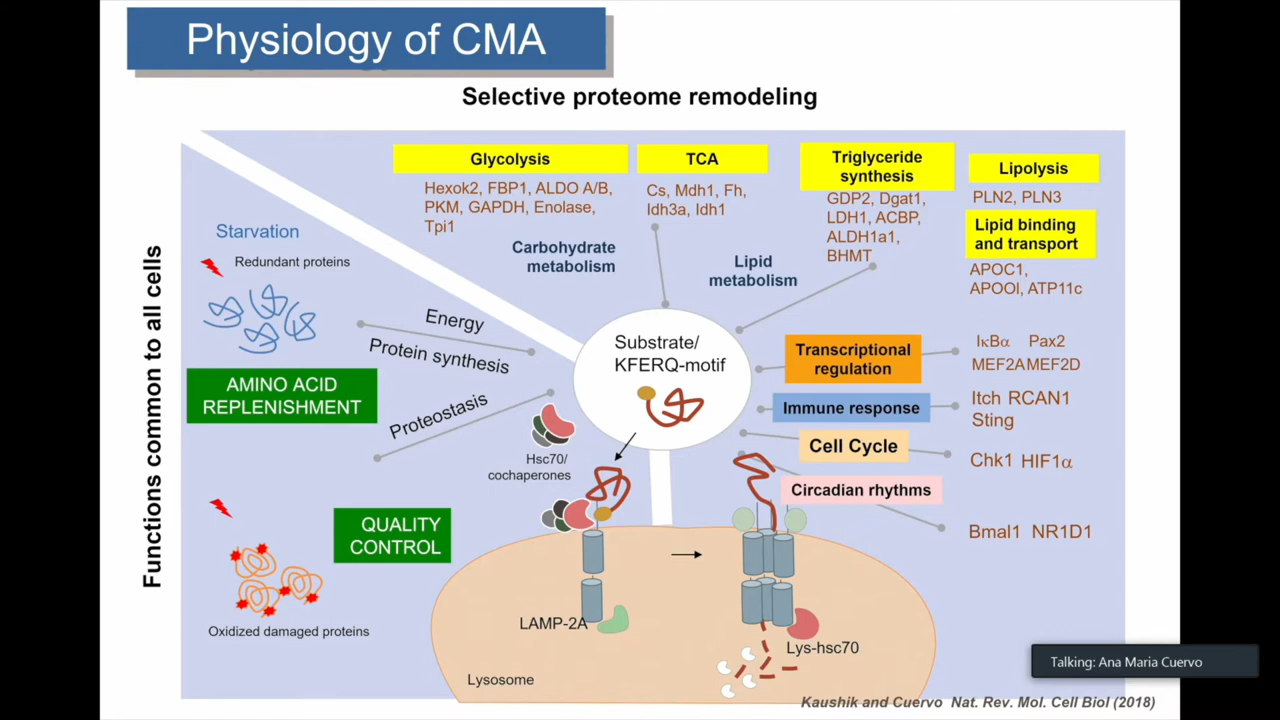 Physiology of CMA
Selective proteome remodeling
Functions common to all cells
Glycolysis
Hexok2, FBP1, ALDO A/B,
PKM, GAPDH, Enolase,
Tpi1
TCA
Cs, Mdh1, Fh,
Idh3a, Idh1
Triglyceride
synthesis
GDP2, Dgat1,
LDH1, ACBP,
ALDH1a1,
BHMT
Lipolysis
PLN2, PLN3
Lipid binding
and transport
APOC1,
APOOl, ATP11c
Carbohydrate
metabolism
Lipid
metabolism
Starvation
Redundant proteins
Energy
Protein synthesis
AMINO ACID
REPLENISHMENT
Proteostasis
Substrate/
KFERQ-motif
Transcriptional
regulation
IκBα Pax2
MEF2A MEF2D
Immune response
Itch RCAN1
Sting
Cell Cycle
Chk1 HIF1α
Circadian rhythms
Bmal1 NR1D1
Hsc70/
cochaperones
QUALITY
CONTROL
Oxidized damaged proteins
LAMP-2A
Lys-hsc70
Lysosome
Talking: Ana Maria Cuervo
Kaushik and Cuervo Nat. Rev. Mol. Cell Biol (2018)